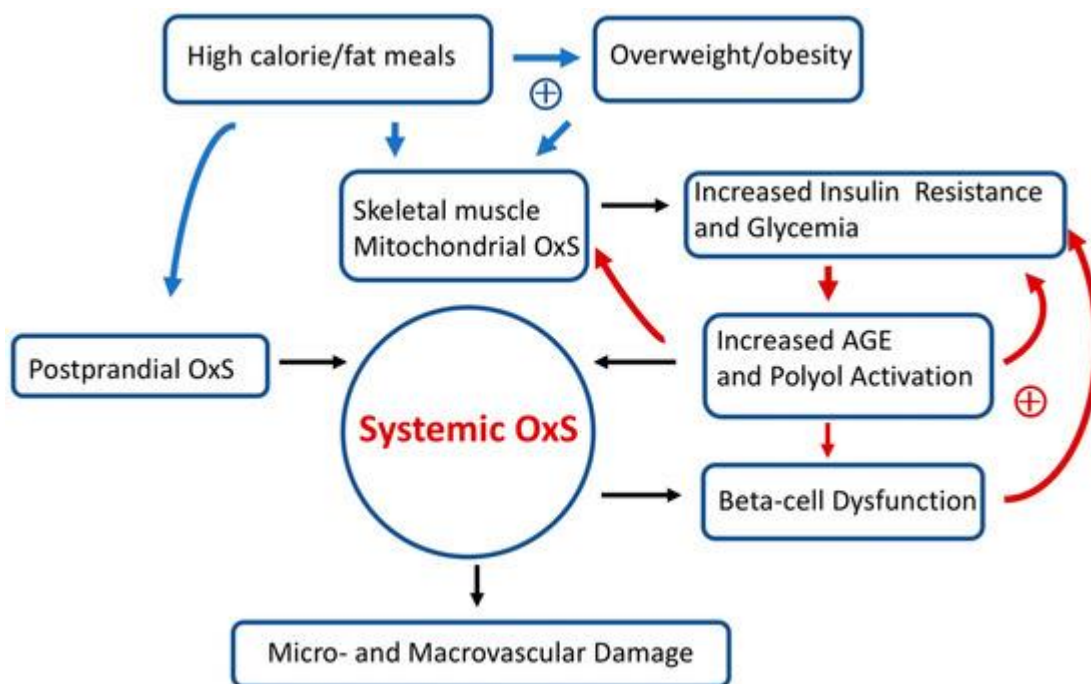 High calorie/fat meals
Overweight/obesity
⊕
Skeletal muscle
Mitochondrial OxS
Increased Insulin Resistance
and Glycemia
Postprandial OxS
Increased AGE
and Polyol Activation
⊕
Systemic OxS
Beta-cell Dysfunction
Micro- and Macrovascular Damage